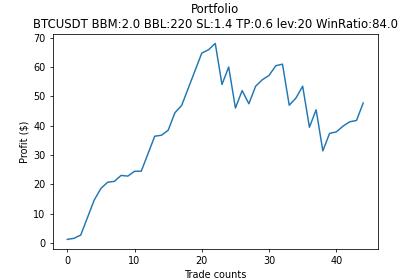 Portfolio
BTCUSDT BBM:2.0 BBL:220 SL:1.4 TP:0.6 lev:20 WinRatio:84.0
70
60
50
40
30
20
10
0
Profit ($)
0 10 20 30 40
Trade counts